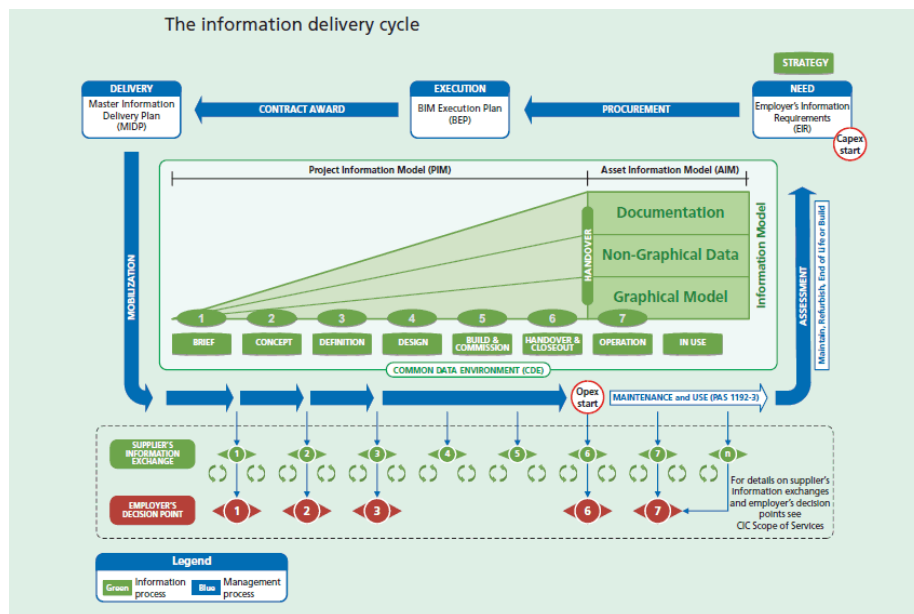 The information delivery cycle
STRATEGY
DELIVERY
Master Information
Delivery Plan
(MIDP)
CONTRACT AWARD
EXECUTION
BIM Execution Plan
(BEP)
PROCUREMENT
NEED
Employer's Information
Requirements
(EIR)
Capex
start
Project Information Model (PIM)
Asset Information Model (AIM)
MOBILIZATION
HANDOVER
Documentation
Non-Graphical Data
Graphical Model
Information Model
ASSESSMENT
Maintain, Refurbish, End of Life or Build
1
2
3
4
5
6
7
BRIEF
CONCEPT
DEFINITION
DESIGN
BUILD &
COMMISSION
HANDOVER &
CLOSEOUT
OPERATION
IN USE
COMMON DATA ENVIRONMENT (CDE)
Opex
start
MAINTENANCE and USE (PAS 1192-3)
SUPPLIER'S
INFORMATION
EXCHANGE
1
2
3
4
5
6
7
n
For details on supplier's
information exchanges
and employer's decision
points see
CIC Scope of Services
EMPLOYER'S
DECISION POINT
1
2
3
6
7
Legend
Green
Information
process
Blue
Management
process